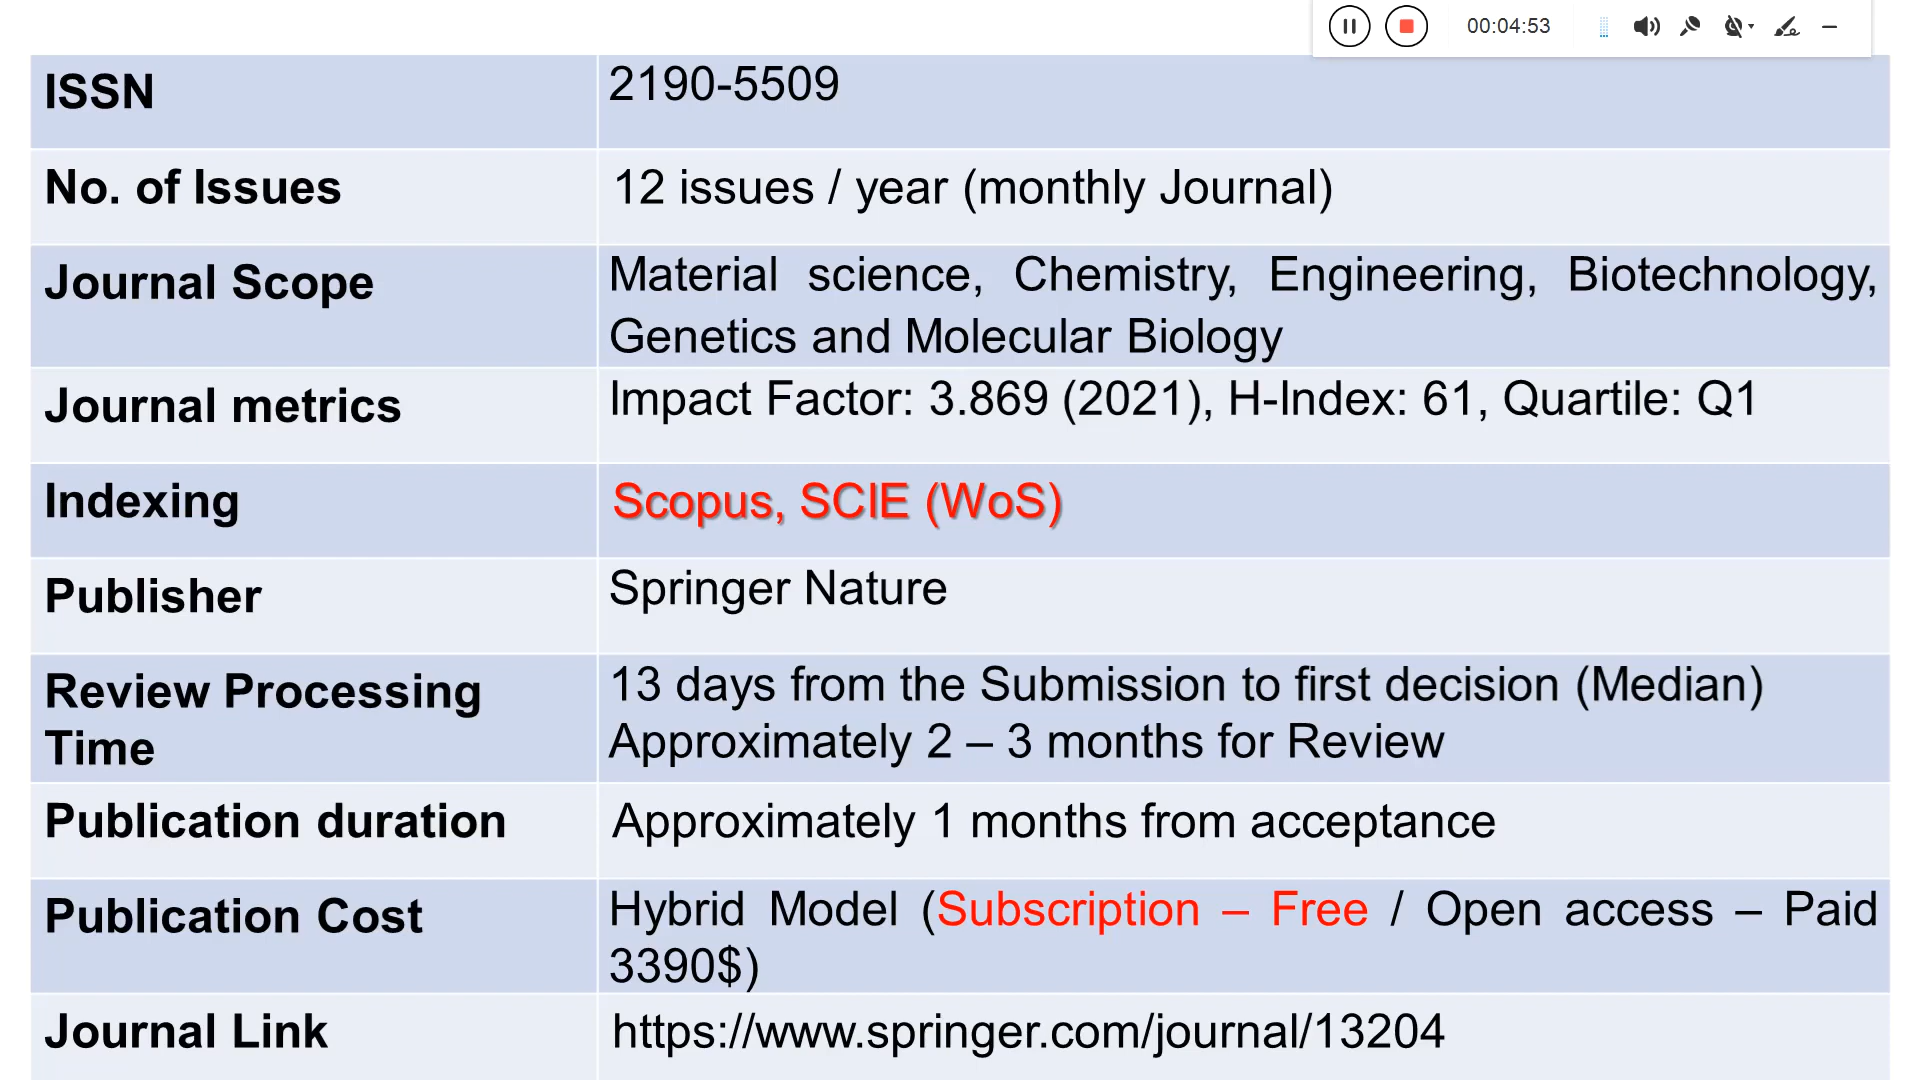 00:04:53
ISSN
2190-5509
No. of Issues
12 issues / year (monthly Journal)
Journal Scope
Material science, Chemistry, Engineering, Biotechnology,
Genetics and Molecular Biology
Journal metrics
Impact Factor: 3.869 (2021), H-Index: 61, Quartile: Q1
Indexing
Scopus, SCIE (WoS)
Publisher
Springer Nature
Review Processing
Time
13 days from the Submission to first decision (Median)
Approximately 2 – 3 months for Review
Publication duration
Approximately 1 months from acceptance
Publication Cost
Hybrid Model (Subscription – Free / Open access – Paid
3390$)
Journal Link
https://www.springer.com/journal/13204